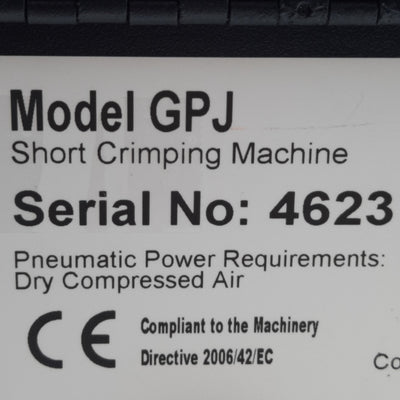 Model GPJ
Short Crimping Machine
Serial No: 4623
Pneumatic Power Requirements:
Dry Compressed Air
CE Compliant to the Machinery
Directive 2006/42/EC